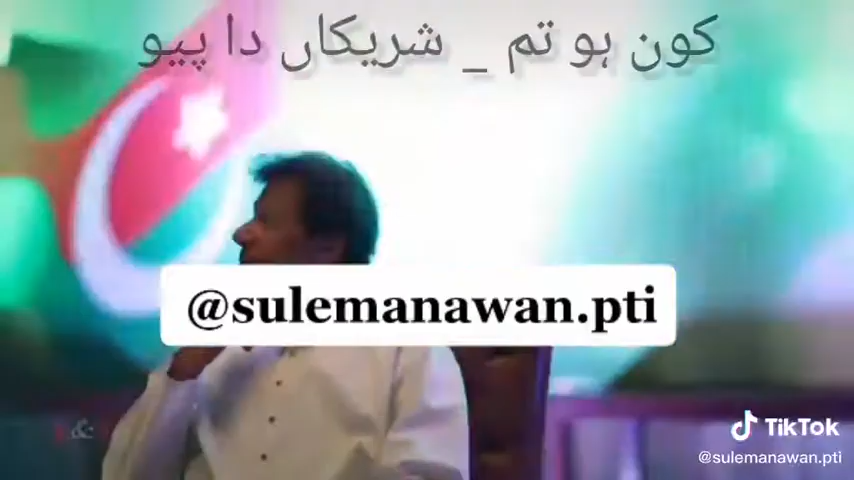 کون ہو تم _ شریکاں دا پیو
@sulemanawan.pti
TikTok
@sulemanawan.pti